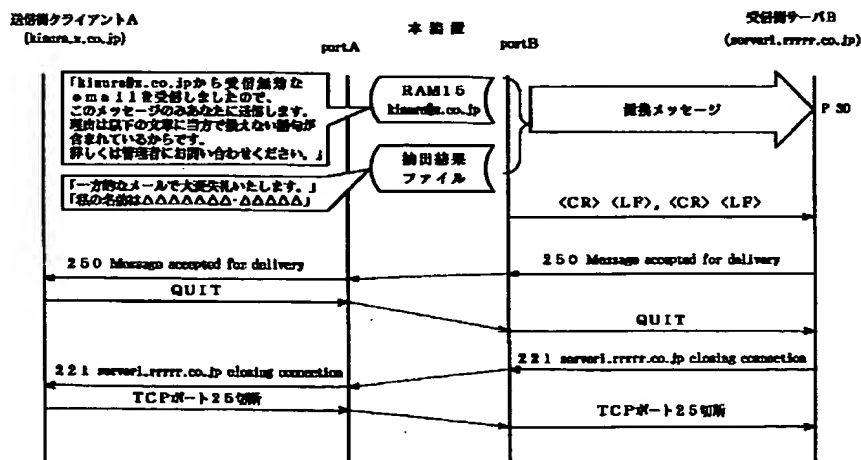 送信側クライアントA
(kimura.x.co.jp)
portA
本装置
portB
受信側サーバB
(server1.rrrrr.co.jp)
「kimura@x.co.jpから受信無効な
emailを受信しましたので、
このメッセージのみあなたに送信します。
理由は以下の文章に当方で扱えない語句が
含まれているからです。
詳しくは管理者にお問い合わせください。」
RAM15
kimura@x.co.jp
置換メッセージ
P30
抽出結果
ファイル
「一方的なメールで大変失礼いたします。」
「私の名前は△△△△△△△-△△△△△」
<CR> <LF>, <CR> <LF>
250 Message accepted for delivery
250 Message accepted for delivery
QUIT
QUIT
221 server1.rrrrr.co.jp closing connection
221 server1.rrrrr.co.jp closing connection
TCPポート25切断
TCPポート25切断